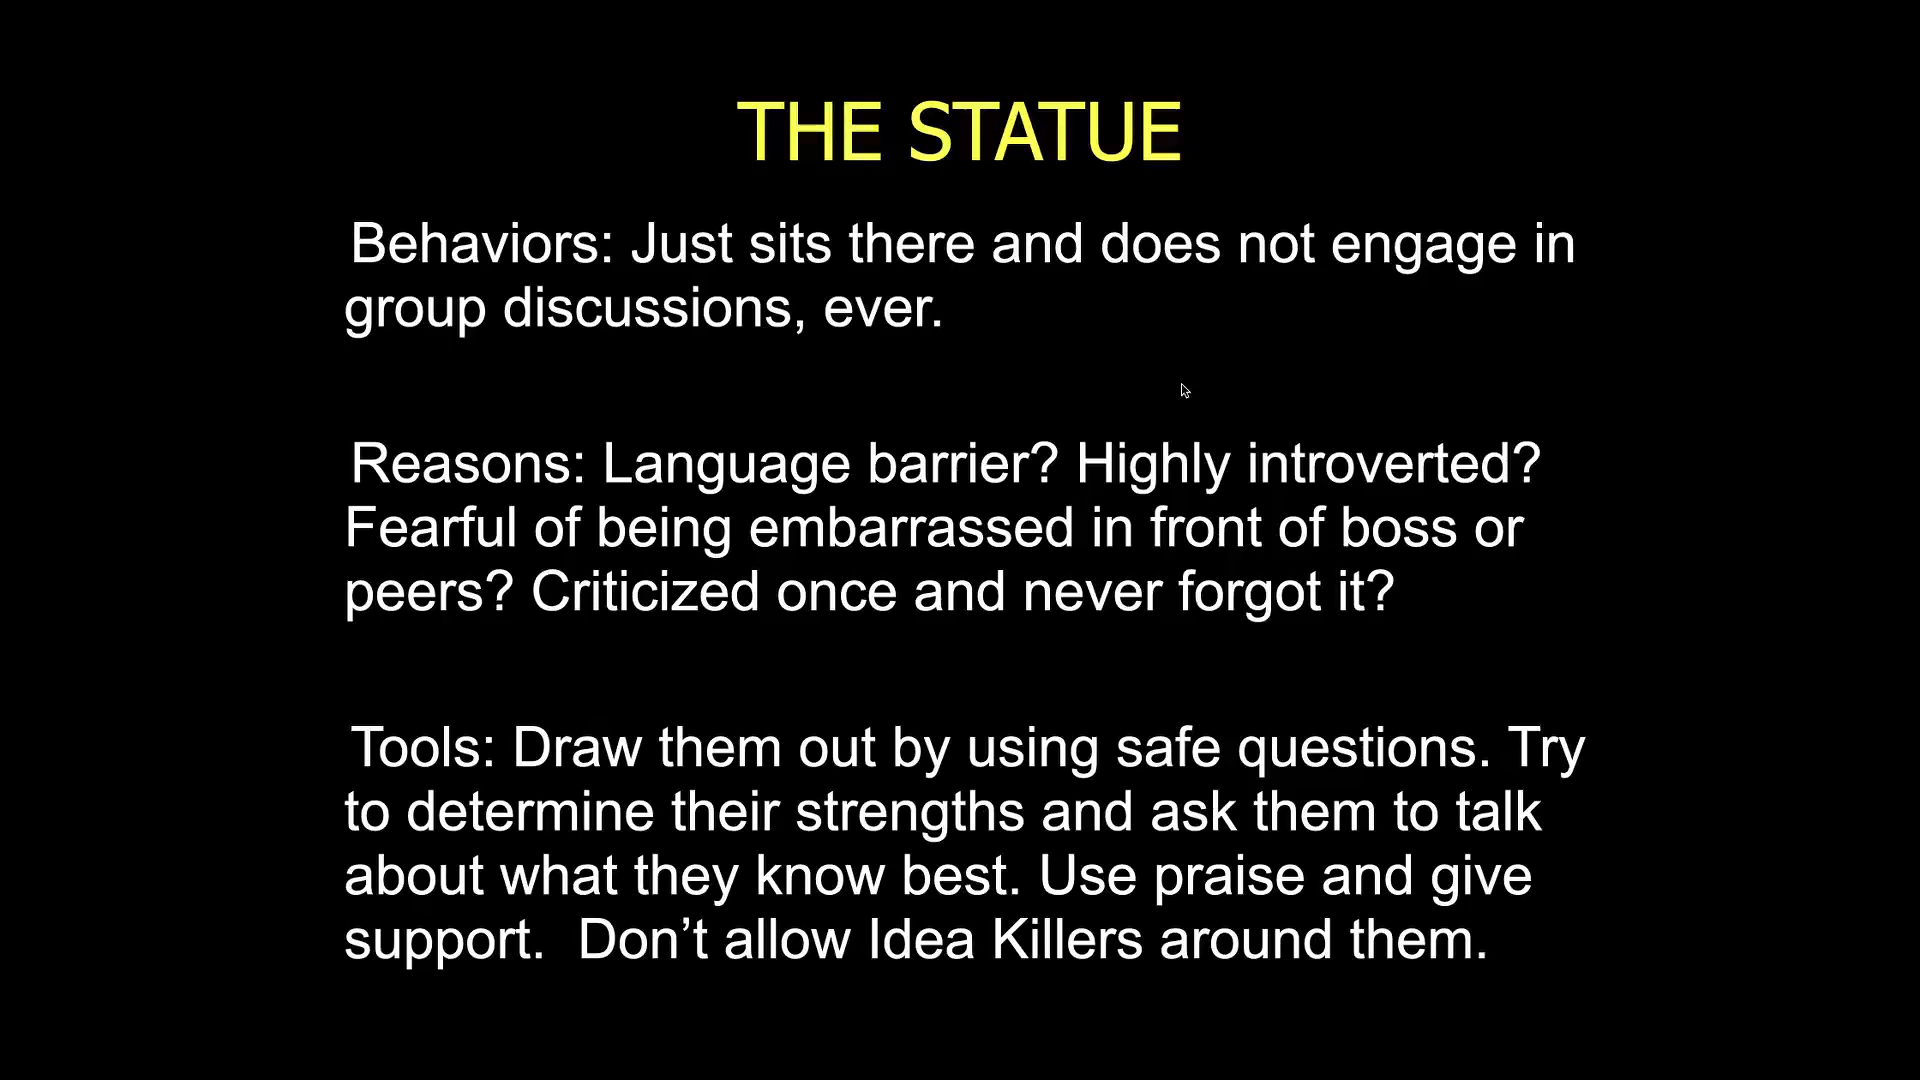 THE STATUE
Behaviors: Just sits there and does not engage in
group discussions, ever.
Reasons: Language barrier? Highly introverted?
Fearful of being embarrassed in front of boss or
peers? Criticized once and never forgot it?
Tools: Draw them out by using safe questions. Try
to determine their strengths and ask them to talk
about what they know best. Use praise and give
support.  Don’t allow Idea Killers around them.